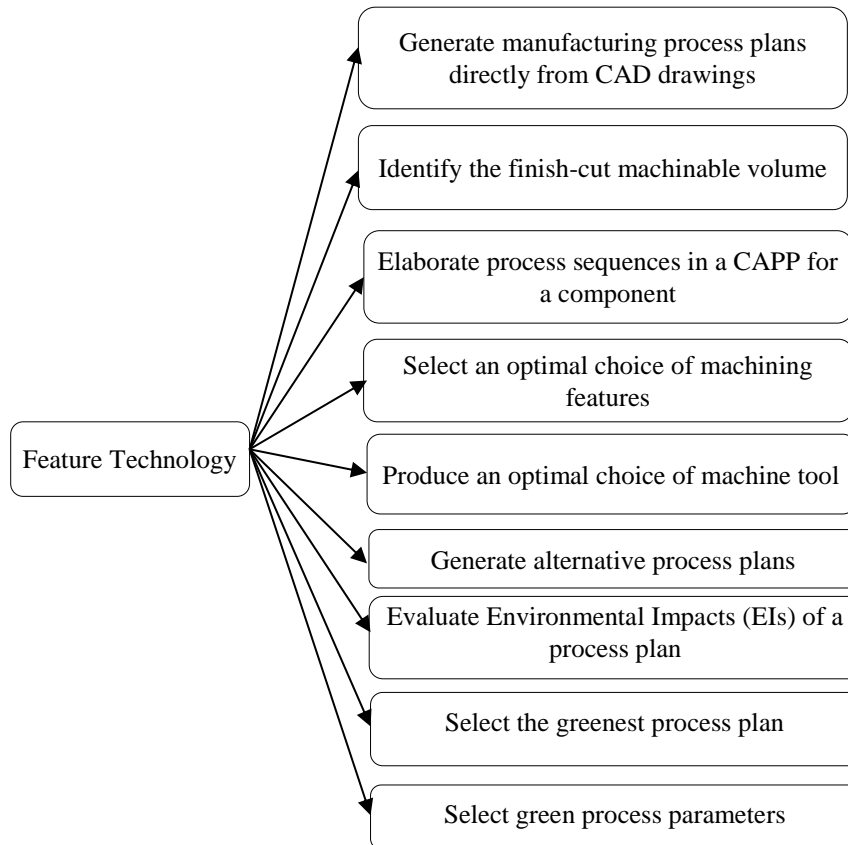 Generate manufacturing process plans
directly from CAD drawings
Identify the finish-cut machinable volume
Elaborate process sequences in a CAPP for
a component
Select an optimal choice of machining
features
Feature Technology
Produce an optimal choice of machine tool
Generate alternative process plans
Evaluate Environmental Impacts (EIs) of a
process plan
Select the greenest process plan
Select green process parameters